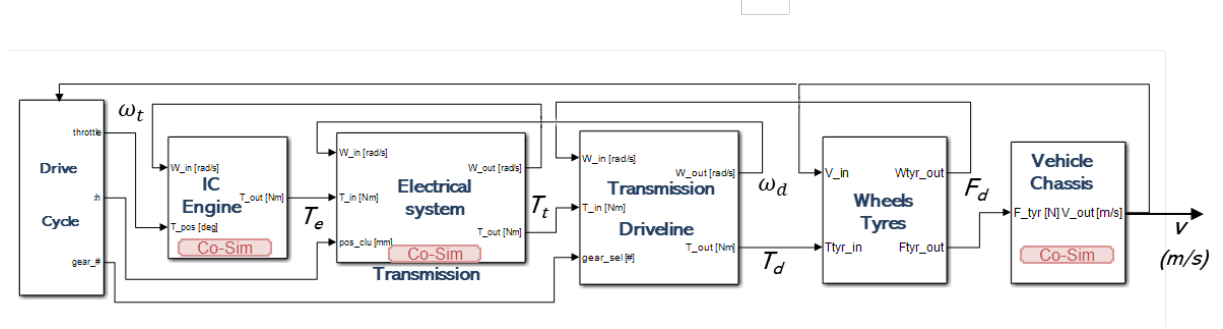 Drive
Cycle
throttle
gear_#
ω_t
W_in [rad/s]
IC
Engine
T_out [Nm]
T_pos [deg]
Co-Sim
T_e
W_in [rad/s]
W_out [rad/s]
Electrical
system
T_in [Nm]
T_out [Nm]
pos_clu [mm]
Co-Sim
Transmission
T_t
W_in [rad/s]
W_out [rad/s]
Transmission
T_in [Nm]
Driveline
T_out [Nm]
gear_sel [#]
ω_d
T_d
V_in
Wtyr_out
Wheels
Tyres
Ttyr_in
Ftyr_out
F_d
Vehicle
Chassis
F_tyr [N] V_out [m/s]
Co-Sim
v
(m/s)